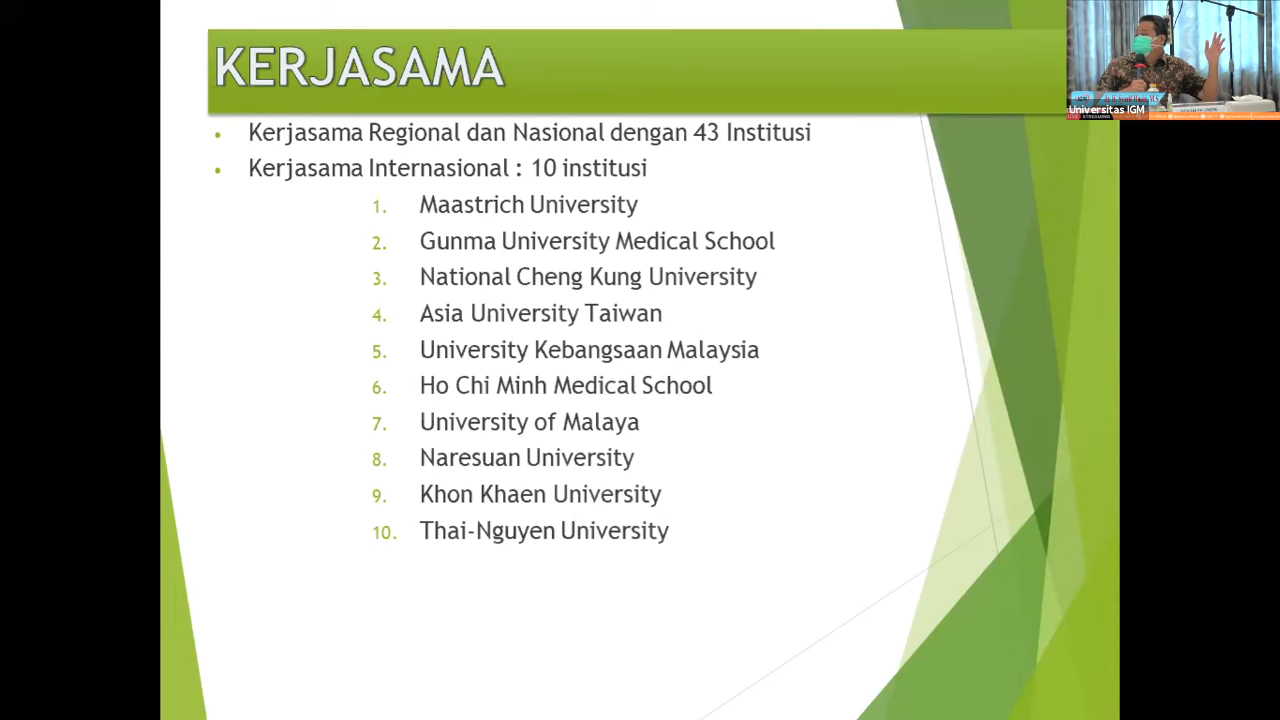 KERJASAMA
• Kerjasama Regional dan Nasional dengan 43 Institusi
• Kerjasama Internasional : 10 institusi
1. Maastrich University
2. Gunma University Medical School
3. National Cheng Kung University
4. Asia University Taiwan
5. University Kebangsaan Malaysia
6. Ho Chi Minh Medical School
7. University of Malaya
8. Naresuan University
9. Khon Khaen University
10. Thai-Nguyen University
Universitas IGM
STREAMING